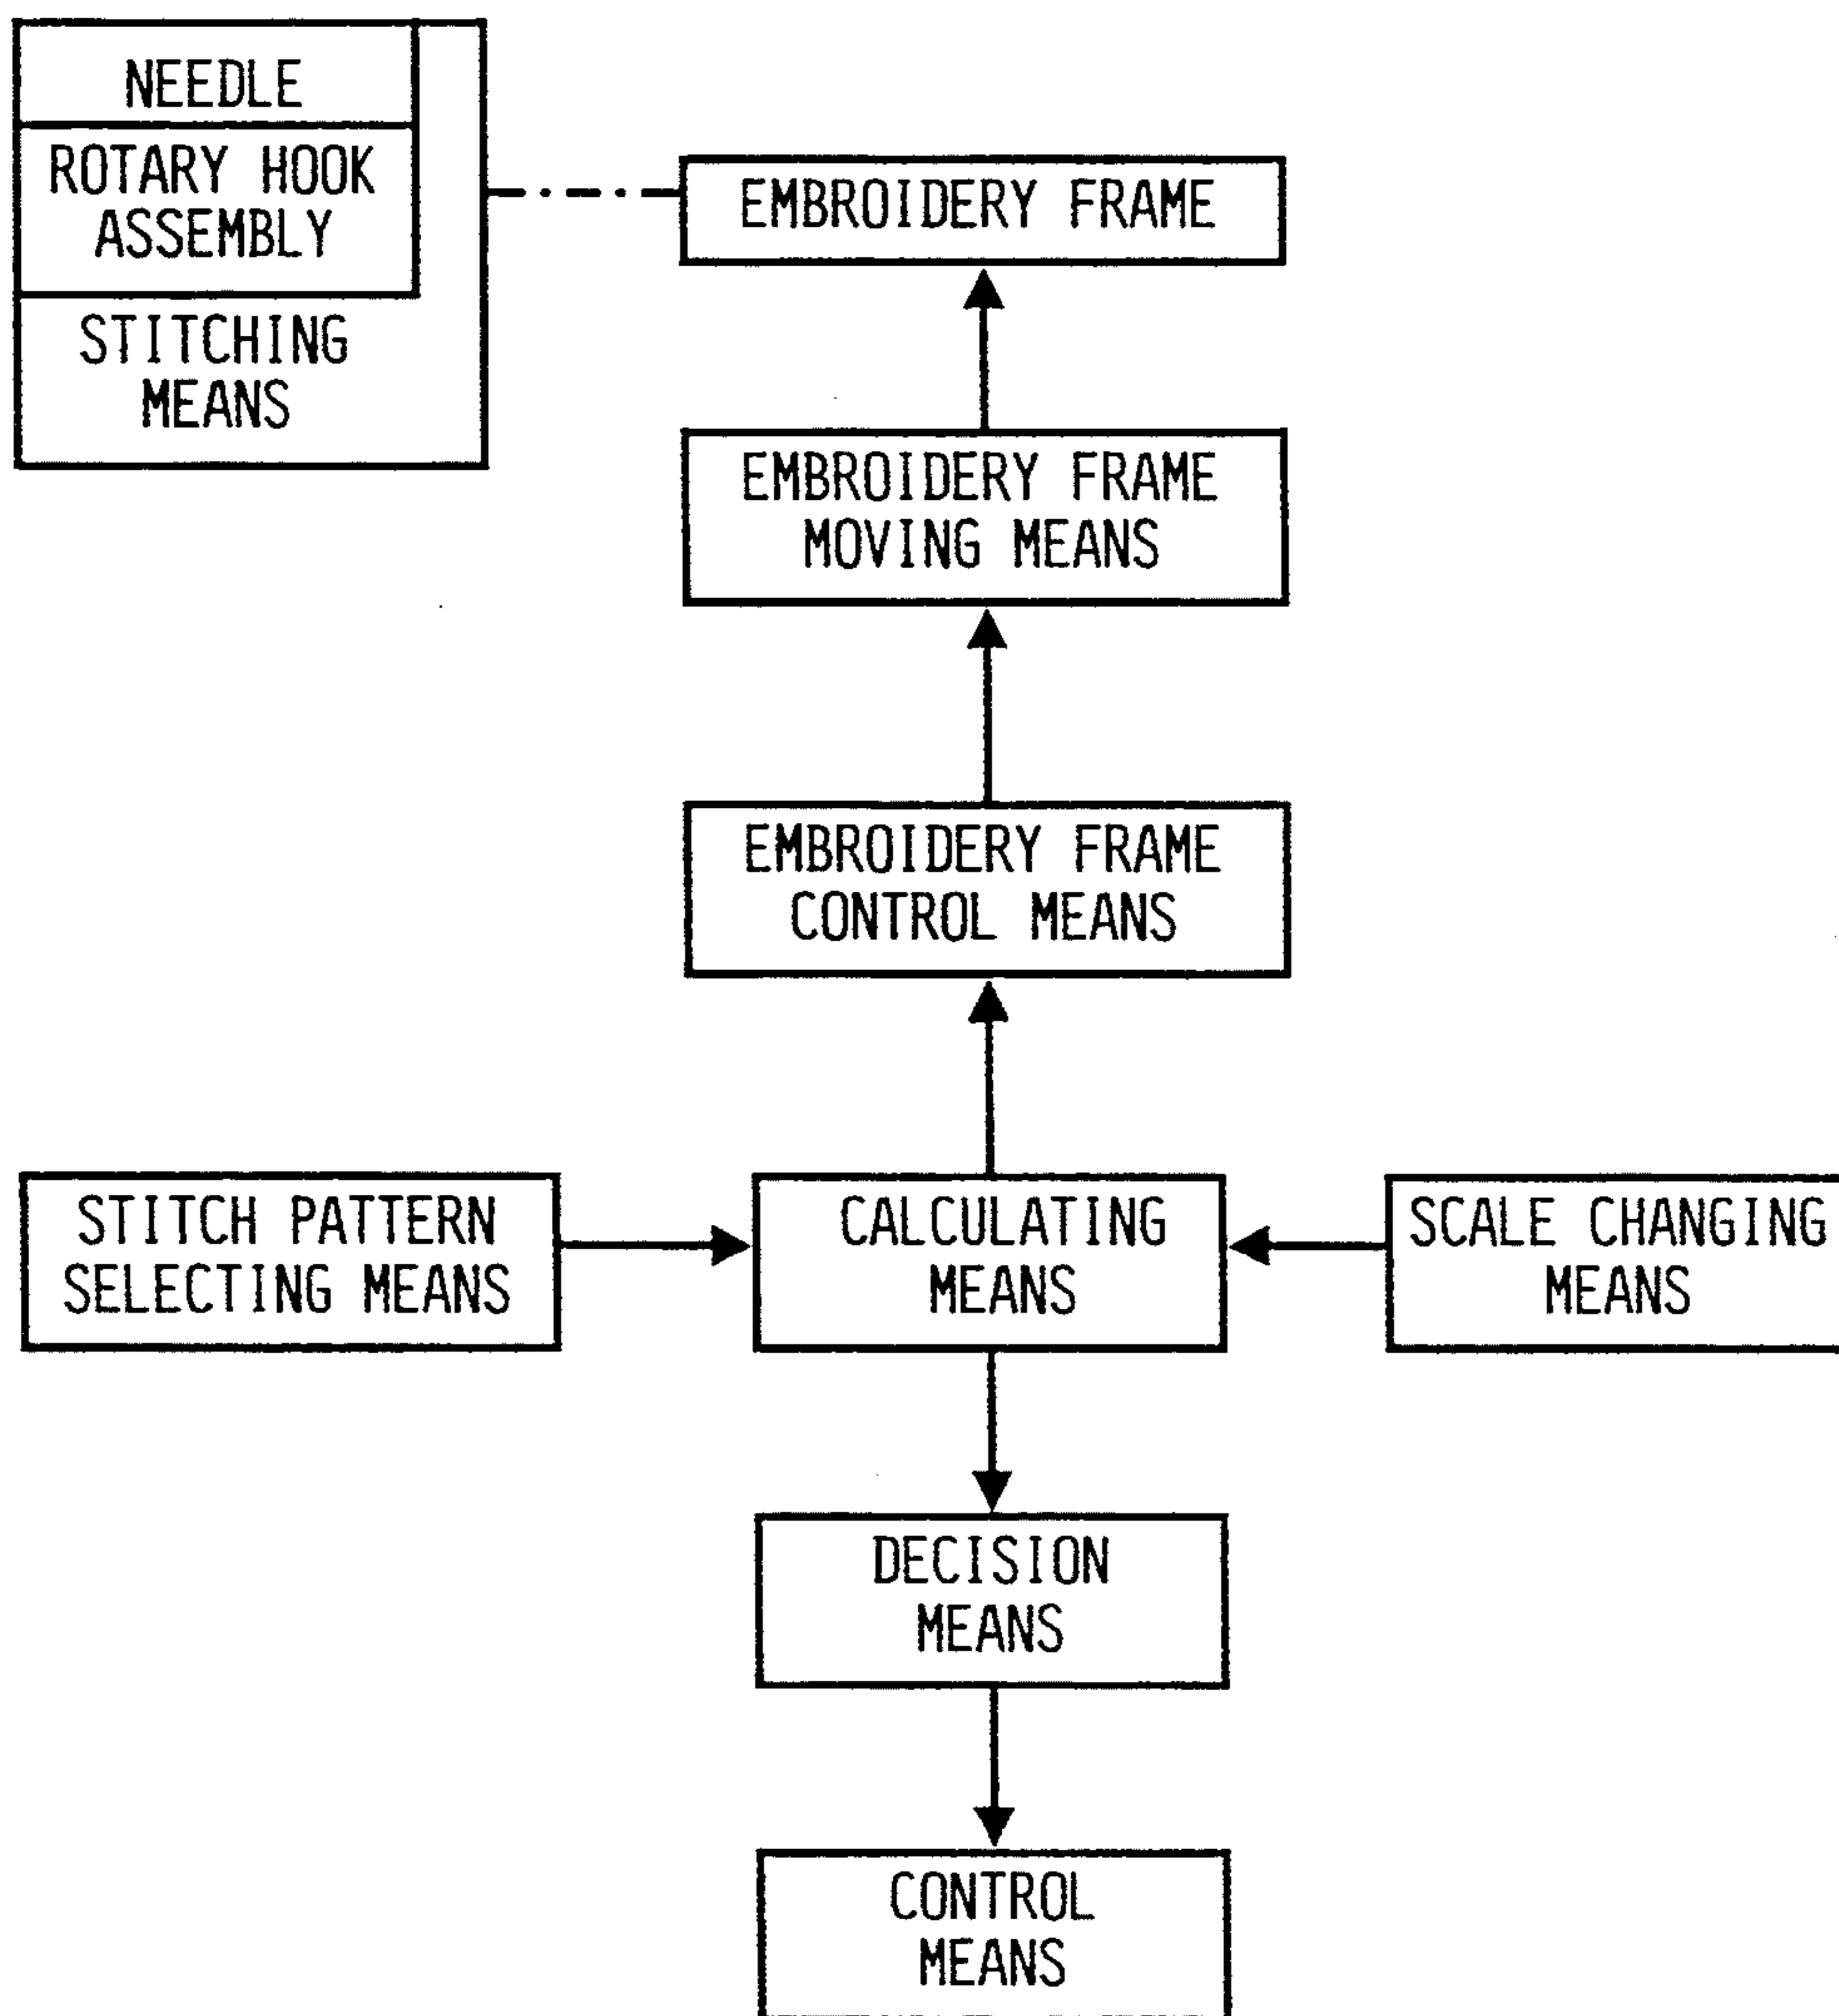 NEEDLE
ROTARY HOOK
ASSEMBLY
STITCHING
MEANS
EMBROIDERY FRAME
EMBROIDERY FRAME
MOVING MEANS
EMBROIDERY FRAME
CONTROL MEANS
STITCH PATTERN
SELECTING MEANS
CALCULATING
MEANS
SCALE CHANGING
MEANS
DECISION
MEANS
CONTROL
MEANS